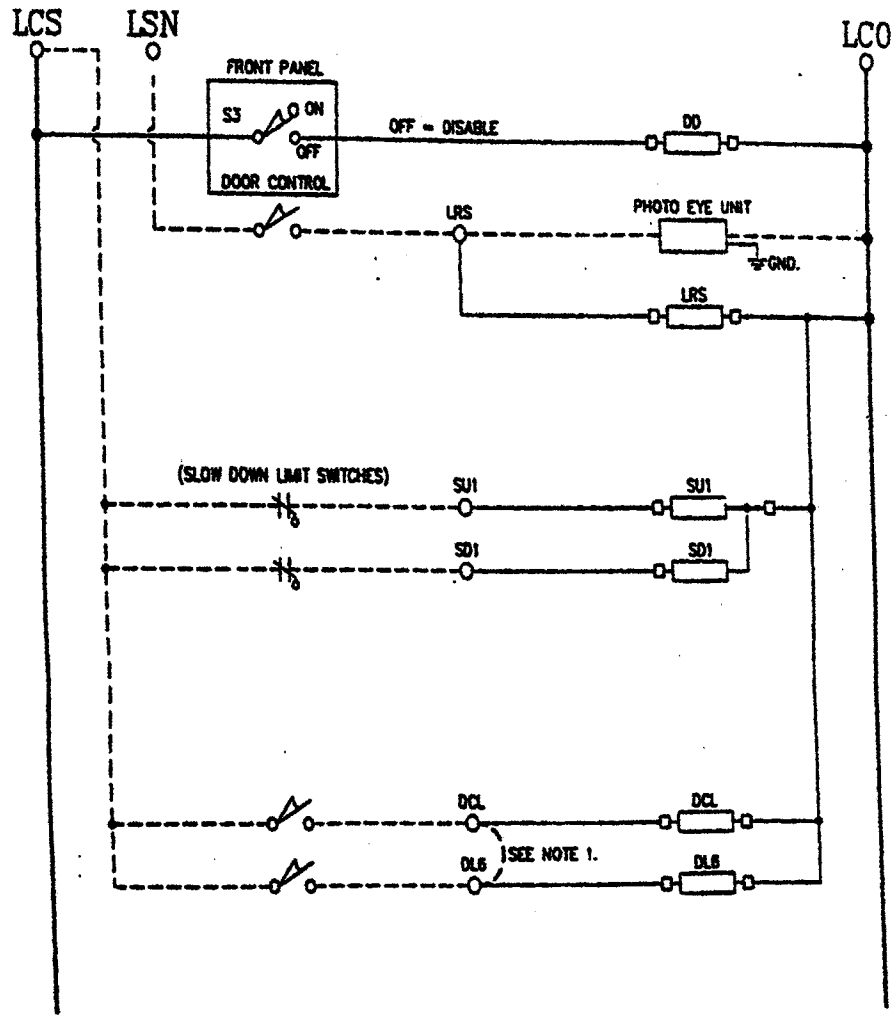 LCS
LSN
LCO
FRONT PANEL
S3
ON
OFF
DOOR CONTROL
OFF = DISABLE
DD
LRS
PHOTO EYE UNIT
GND.
LRS
(SLOW DOWN LIMIT SWITCHES)
SU1
SU1
SD1
SD1
DCL
DCL
SEE NOTE 1.
DL6
DL6